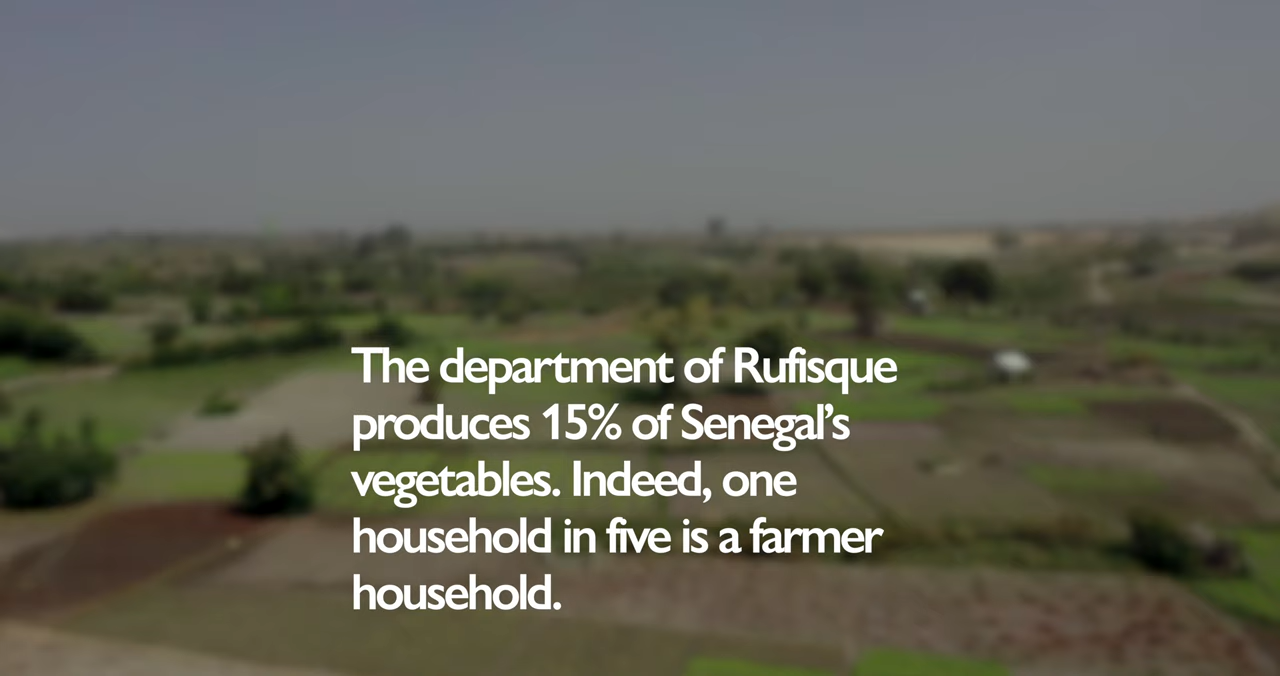 The department of Rufisque
produces 15% of Senegal’s
vegetables. Indeed, one
household in five is a farmer
household.